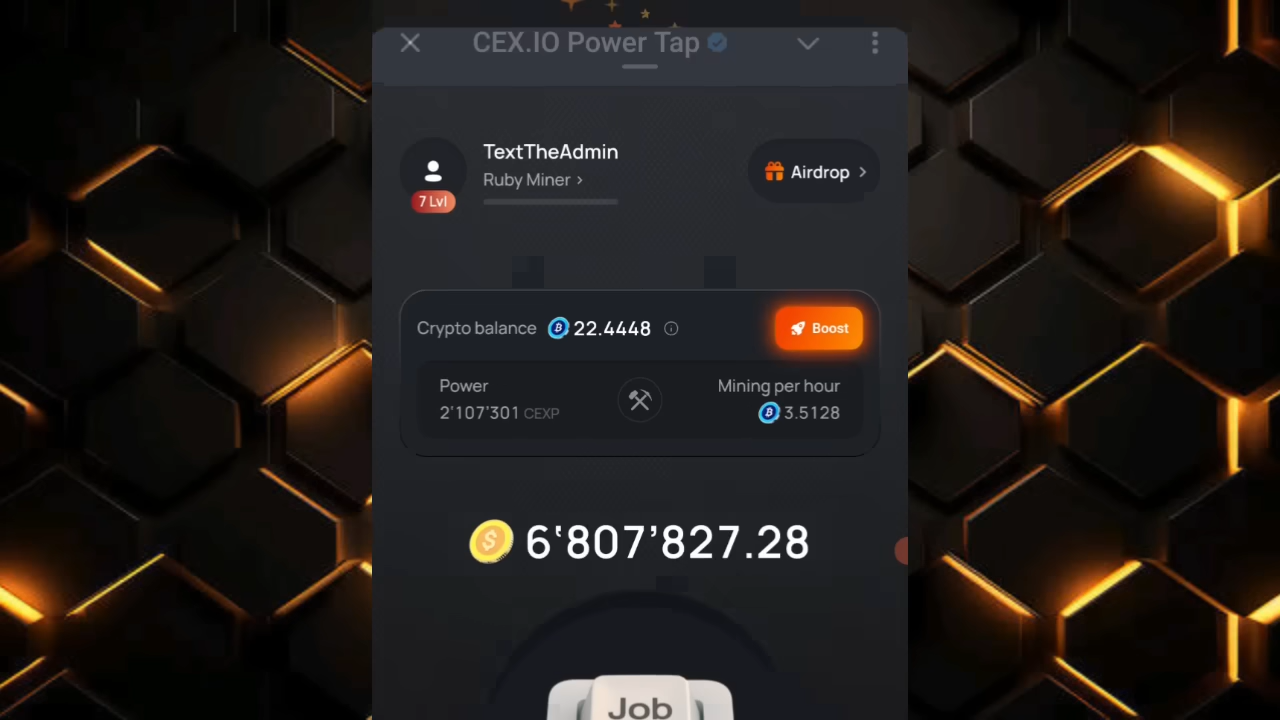 CEX.IO Power Tap
TextTheAdmin
Ruby Miner >
7 Lvl
Airdrop >
Crypto balance 22.4448
Boost
Power
2'107'301 CEXP
Mining per hour
3.5128
6‘807’827.28
Job